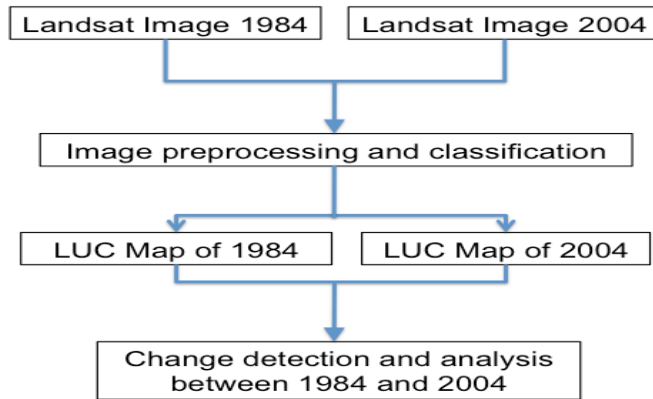 Landsat Image 1984
Landsat Image 2004
Image preprocessing and classification
LUC Map of 1984
LUC Map of 2004
Change detection and analysis
between 1984 and 2004